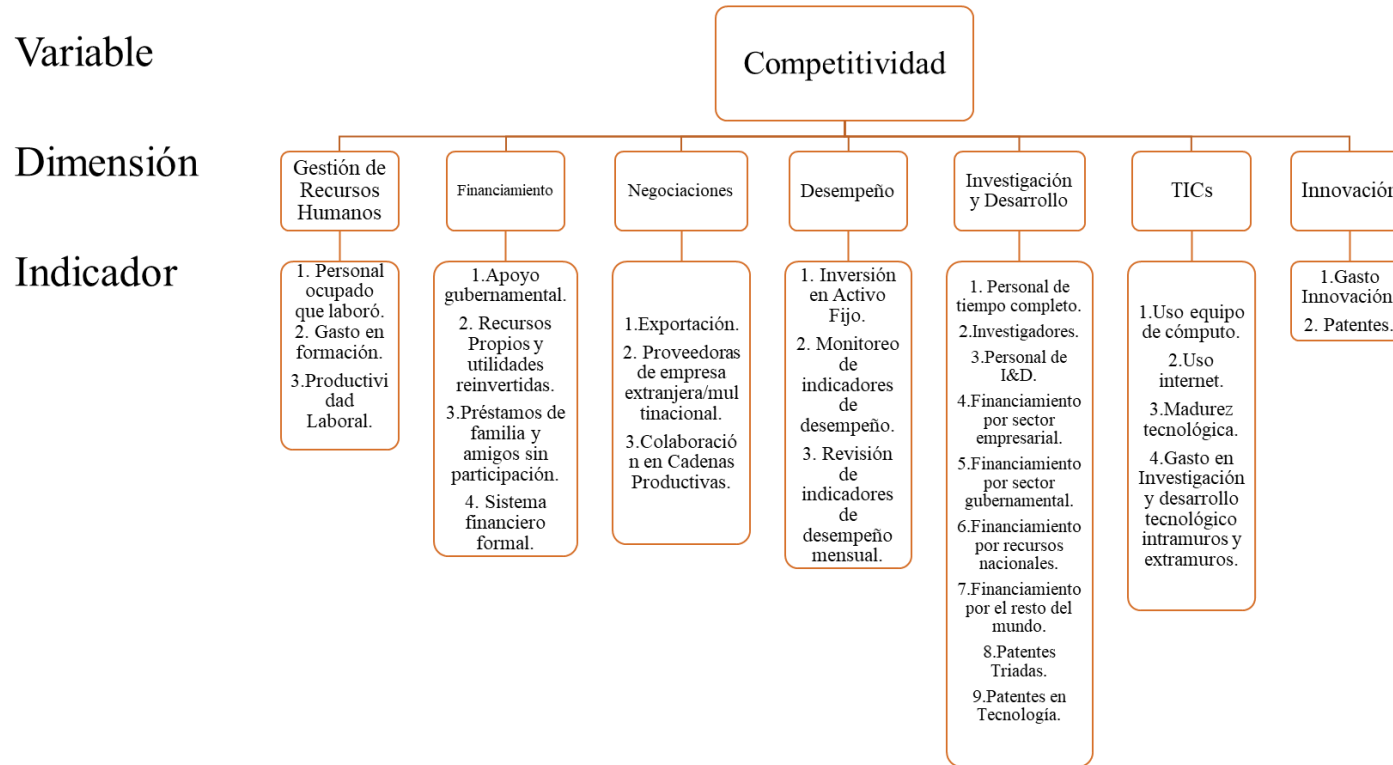 Variable
Competitividad
Dimensión
Gestión de
Recursos
Humanos
Financiamiento
Negociaciones
Desempeño
Investigación
y Desarrollo
TICs
Innovación
Indicador
1. Personal
ocupado
que laboró.
2. Gasto en
formación.
3.Productivi
dad
Laboral.
1.Apoyo
gubernamental.
2. Recursos
Propios y
utilidades
reinvertidas.
3.Préstamos de
familia y
amigos sin
participación.
4. Sistema
financiero
formal.
1.Exportación.
2. Proveedoras
de empresa
extranjera/mul
tinacional.
3.Colaboració
n en Cadenas
Productivas.
1. Inversión
en Activo
Fijo.
2. Monitoreo
de
indicadores
de
desempeño.
3. Revisión
de
indicadores
de
desempeño
mensual.
1. Personal de
tiempo completo.
2.Investigadores.
3.Personal de
I&D.
4.Financiamiento
por sector
empresarial.
5.Financiamiento
por sector
gubernamental.
6.Financiamiento
por recursos
nacionales.
7.Financiamiento
por el resto del
mundo.
8.Patentes
Triadas.
9.Patentes en
Tecnología.
1.Uso equipo
de cómputo.
2.Uso
internet.
3.Madurez
tecnológica.
4.Gasto en
Investigación
y desarrollo
tecnológico
intramuros y
extramuros.
1.Gasto
Innovación.
2. Patentes.